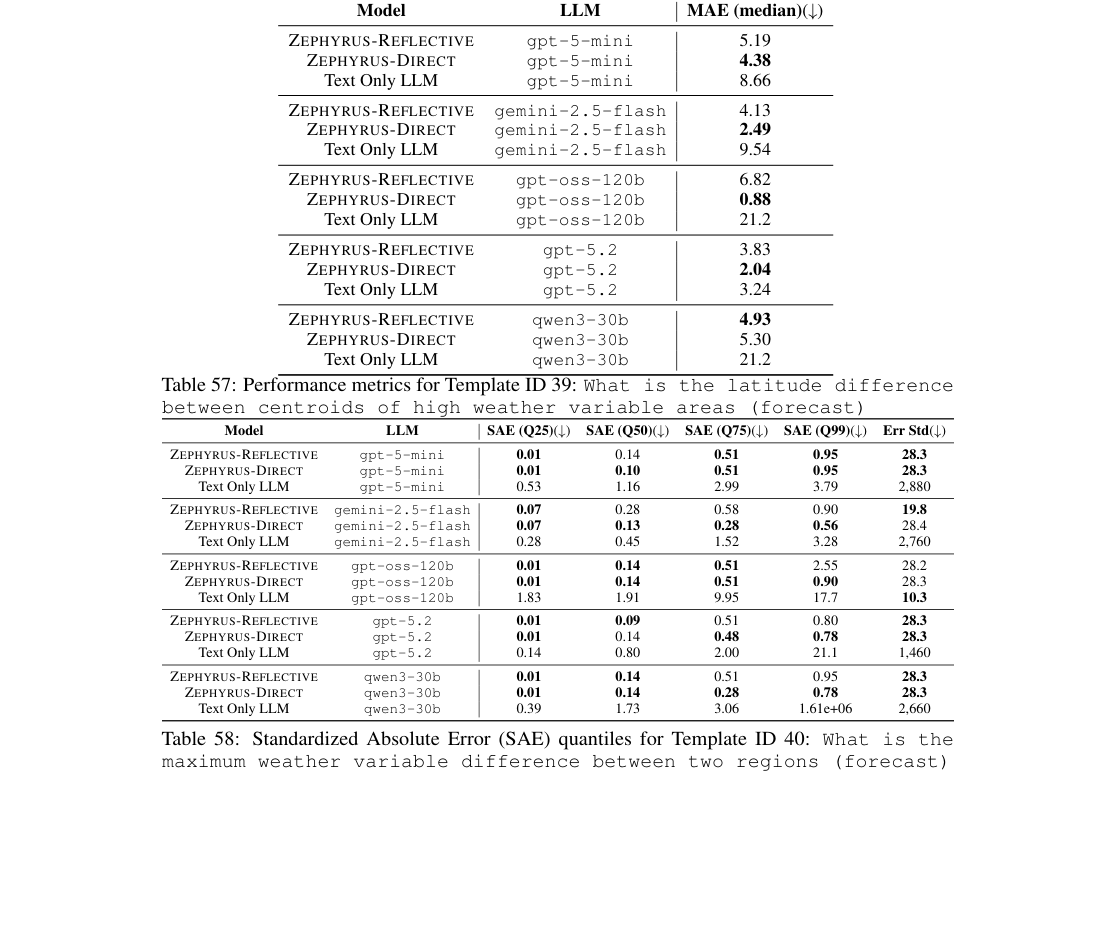 Model LLM MAE (median)(↓)
ZEPHYRUS-REFLECTIVE gpt-5-mini 5.19
ZEPHYRUS-DIRECT gpt-5-mini 4.38
Text Only LLM gpt-5-mini 8.66
ZEPHYRUS-REFLECTIVE gemini-2.5-flash 4.13
ZEPHYRUS-DIRECT gemini-2.5-flash 2.49
Text Only LLM gemini-2.5-flash 9.54
ZEPHYRUS-REFLECTIVE gpt-oss-120b 6.82
ZEPHYRUS-DIRECT gpt-oss-120b 0.88
Text Only LLM gpt-oss-120b 21.2
ZEPHYRUS-REFLECTIVE gpt-5.2 3.83
ZEPHYRUS-DIRECT gpt-5.2 2.04
Text Only LLM gpt-5.2 3.24
ZEPHYRUS-REFLECTIVE qwen3-30b 4.93
ZEPHYRUS-DIRECT qwen3-30b 5.30
Text Only LLM qwen3-30b 21.2
Table 57: Performance metrics for Template ID 39: What is the latitude difference
between centroids of high weather variable areas (forecast)
Model LLM SAE (Q25)(↓) SAE (Q50)(↓) SAE (Q75)(↓) SAE (Q99)(↓) Err Std(↓)
ZEPHYRUS-REFLECTIVE gpt-5-mini 0.01 0.14 0.51 0.95 28.3
ZEPHYRUS-DIRECT gpt-5-mini 0.01 0.10 0.51 0.95 28.3
Text Only LLM gpt-5-mini 0.53 1.16 2.99 3.79 2,880
ZEPHYRUS-REFLECTIVE gemini-2.5-flash 0.07 0.28 0.58 0.90 19.8
ZEPHYRUS-DIRECT gemini-2.5-flash 0.07 0.13 0.28 0.56 28.4
Text Only LLM gemini-2.5-flash 0.28 0.45 1.52 3.28 2,760
ZEPHYRUS-REFLECTIVE gpt-oss-120b 0.01 0.14 0.51 2.55 28.2
ZEPHYRUS-DIRECT gpt-oss-120b 0.01 0.14 0.51 0.90 28.3
Text Only LLM gpt-oss-120b 1.83 1.91 9.95 17.7 10.3
ZEPHYRUS-REFLECTIVE gpt-5.2 0.01 0.09 0.51 0.80 28.3
ZEPHYRUS-DIRECT gpt-5.2 0.01 0.14 0.48 0.78 28.3
Text Only LLM gpt-5.2 0.14 0.80 2.00 21.1 1,460
ZEPHYRUS-REFLECTIVE qwen3-30b 0.01 0.14 0.51 0.95 28.3
ZEPHYRUS-DIRECT qwen3-30b 0.01 0.14 0.28 0.78 28.3
Text Only LLM qwen3-30b 0.39 1.73 3.06 1.61e+06 2,660
Table 58: Standardized Absolute Error (SAE) quantiles for Template ID 40: What is the
maximum weather variable difference between two regions (forecast)